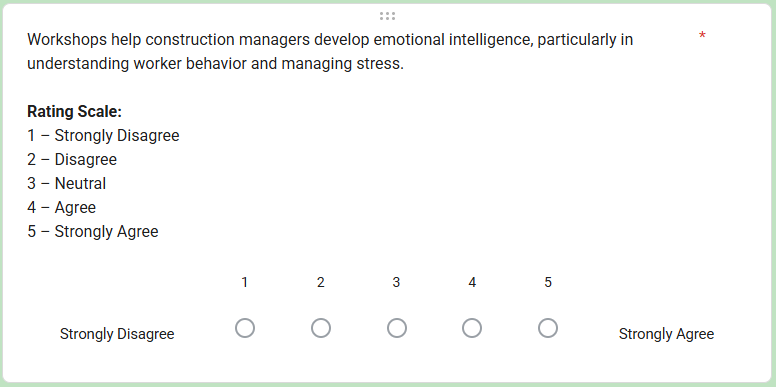 Workshops help construction managers develop emotional intelligence, particularly in *
understanding worker behavior and managing stress.
Rating Scale:
1 – Strongly Disagree
2 – Disagree
3 – Neutral
4 – Agree
5 – Strongly Agree
1 2 3 4 5
Strongly Disagree Strongly Agree